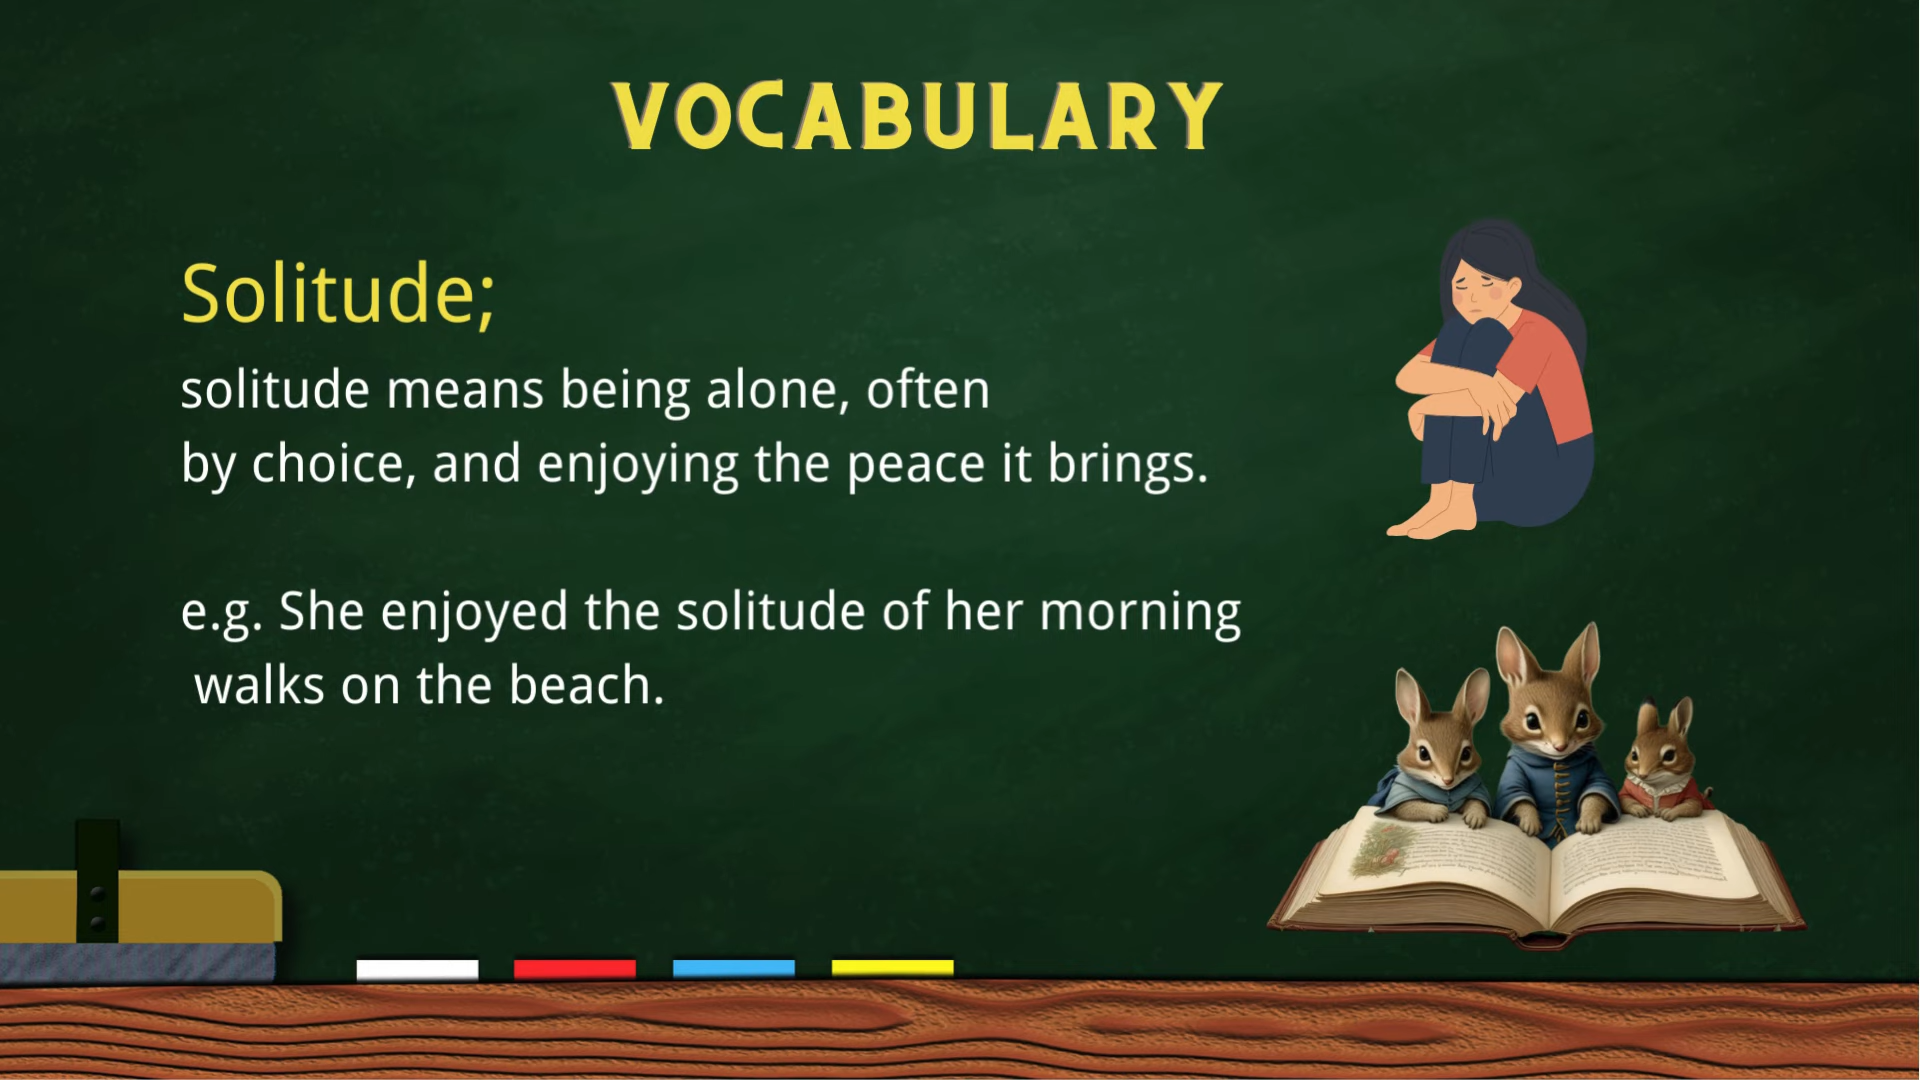 VOCABULARY
Solitude;
solitude means being alone, often
by choice, and enjoying the peace it brings.
e.g. She enjoyed the solitude of her morning
walks on the beach.